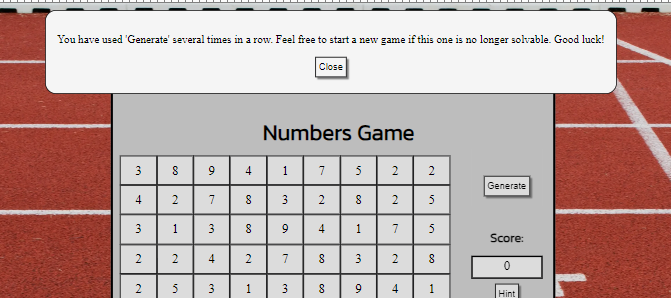 You have used 'Generate' several times in a row. Feel free to start a new game if this one is no longer solvable. Good luck!
Close
Numbers Game
3 8 9 4 1 7 5 2 2
4 2 7 8 3 2 8 2 5
3 1 3 8 9 4 1 7 5
2 2 4 2 7 8 3 2 8
2 5 3 1 3 8 9 4 1
Generate
Score:
0
Hint